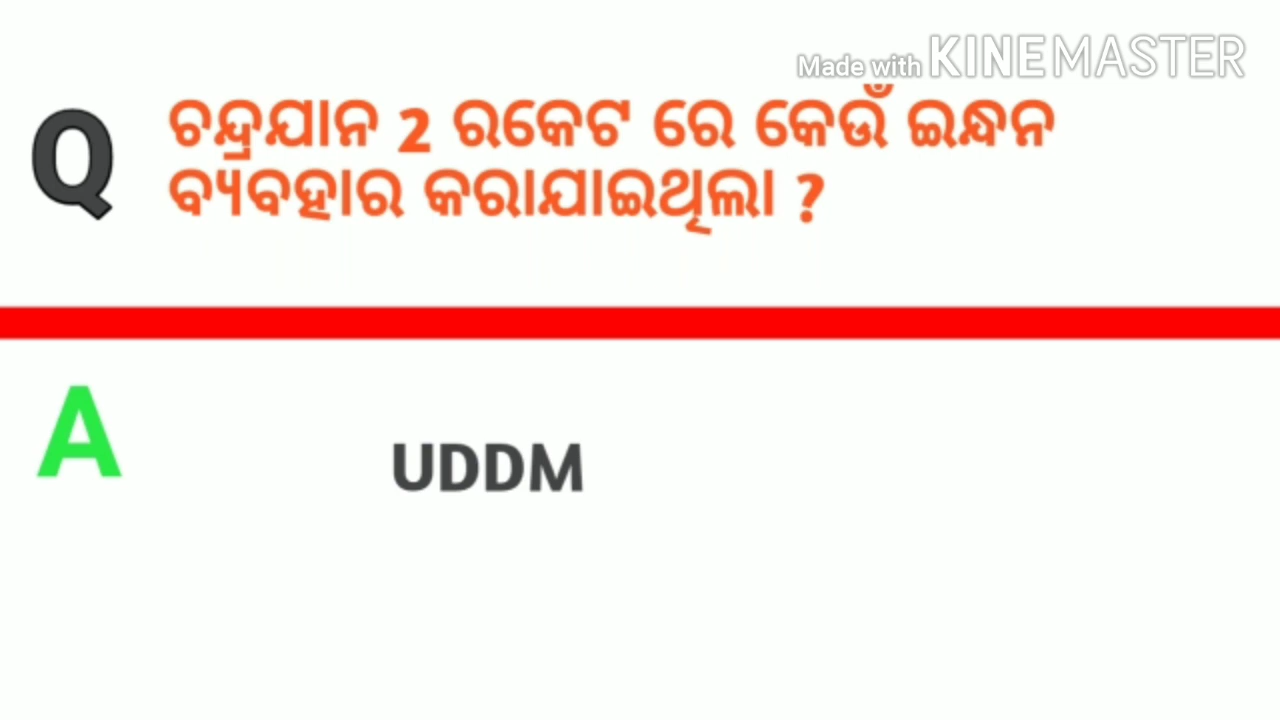 Made with KINEMASTER
Q ଚନ୍ଦ୍ରଯାନ 2 ରକେଟ ରେ କେଉଁ ଇନ୍ଧନ
ବ୍ୟବହାର କରାଯାଇଥିଲା ?
A
UDDM